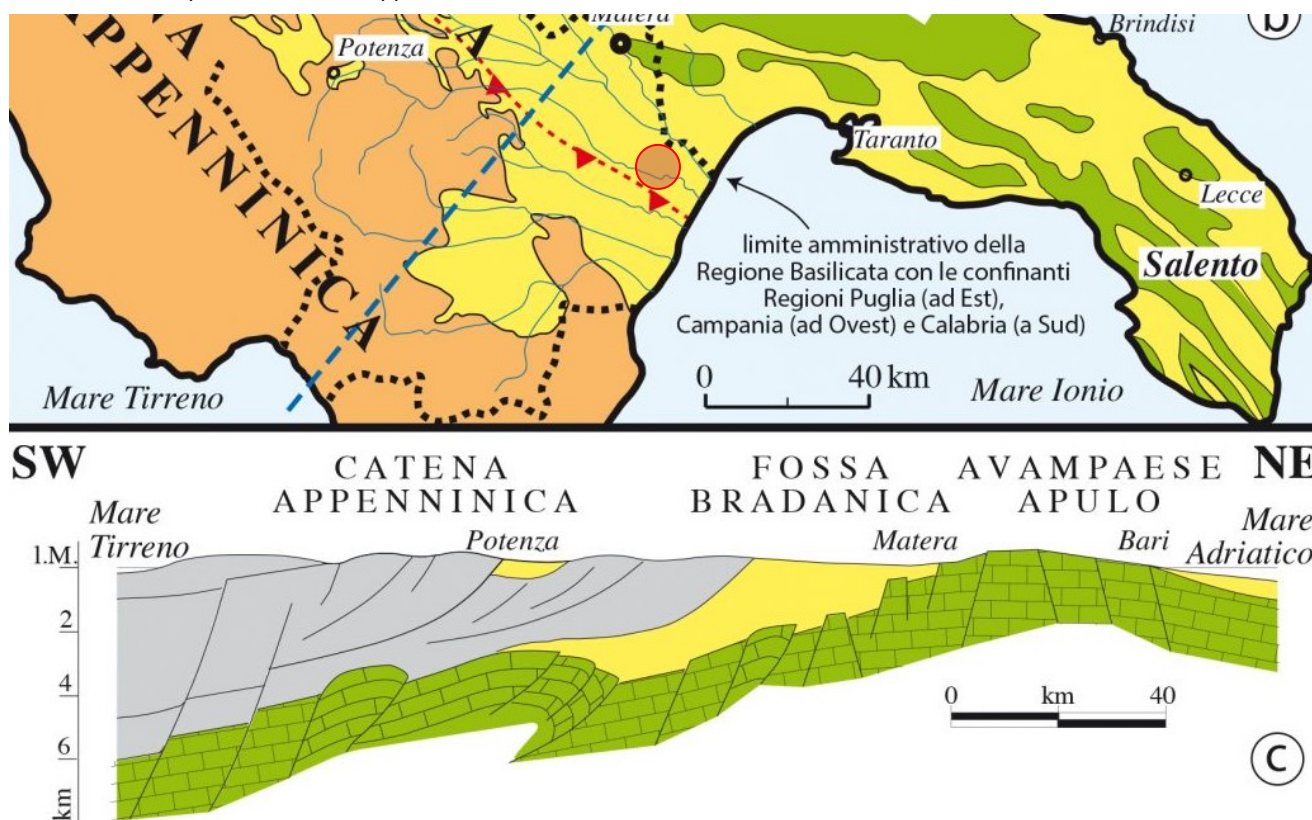 Matera
Brindisi
b
Potenza
NA
APPENNINICA
A
Taranto
Lecce
Salento
limite amministrativo della
Regione Basilicata con le confinanti
Regioni Puglia (ad Est),
Campania (ad Ovest) e Calabria (a Sud)
0 40 km
Mare Tirreno
Mare Ionio
SW
CATENA
APPENNINICA
FOSSA
BRADANICA
AVAMPAESE
APULO
NE
Mare
Tirreno
Potenza
Matera
Bari
Mare
Adriatico
l.M.
2
4
6
km
0 km 40
c